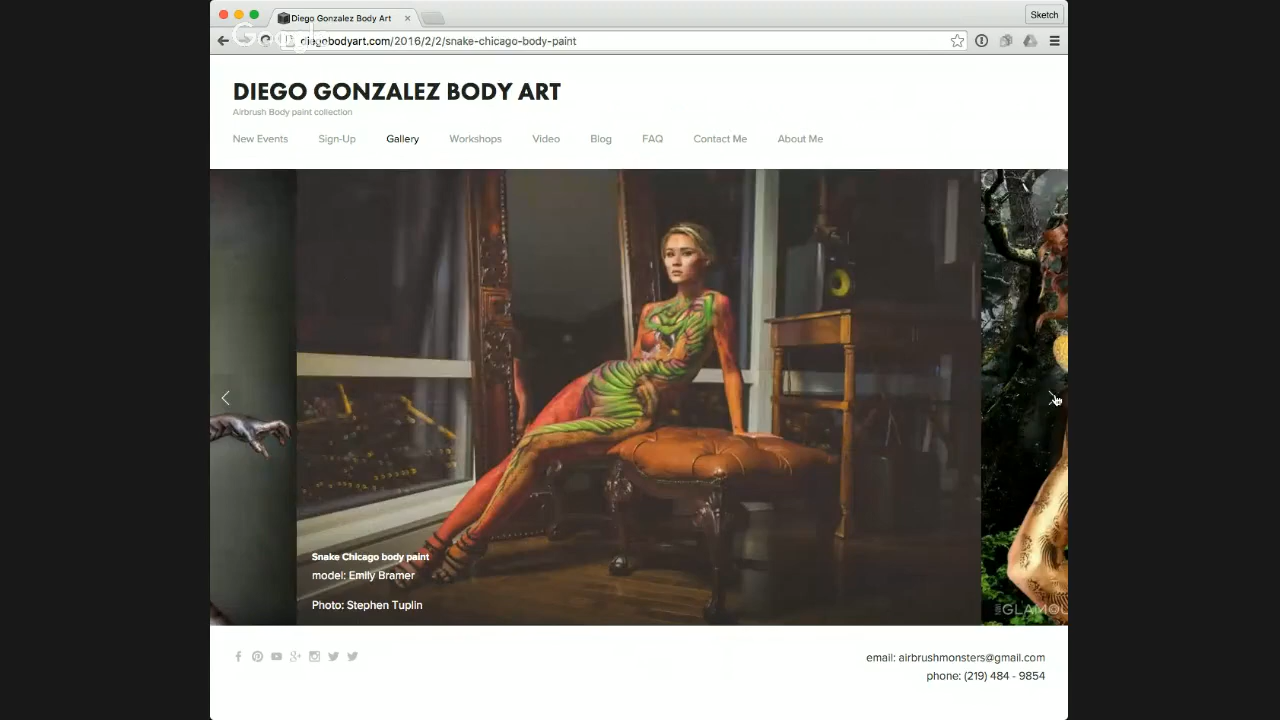 Diego Gonzalez Body Art
Sketch
diegobodyart.com/2016/2/2/snake-chicago-body-paint
DIEGO GONZALEZ BODY ART
Airbrush Body paint collection
New Events Sign-Up Gallery Workshops Video Blog FAQ Contact Me About Me
Snake Chicago body paint
model: Emily Bramer
Photo: Stephen Tuplin
GLAMOU
email: airbrushmonsters@gmail.com
phone: (219) 484 - 9854